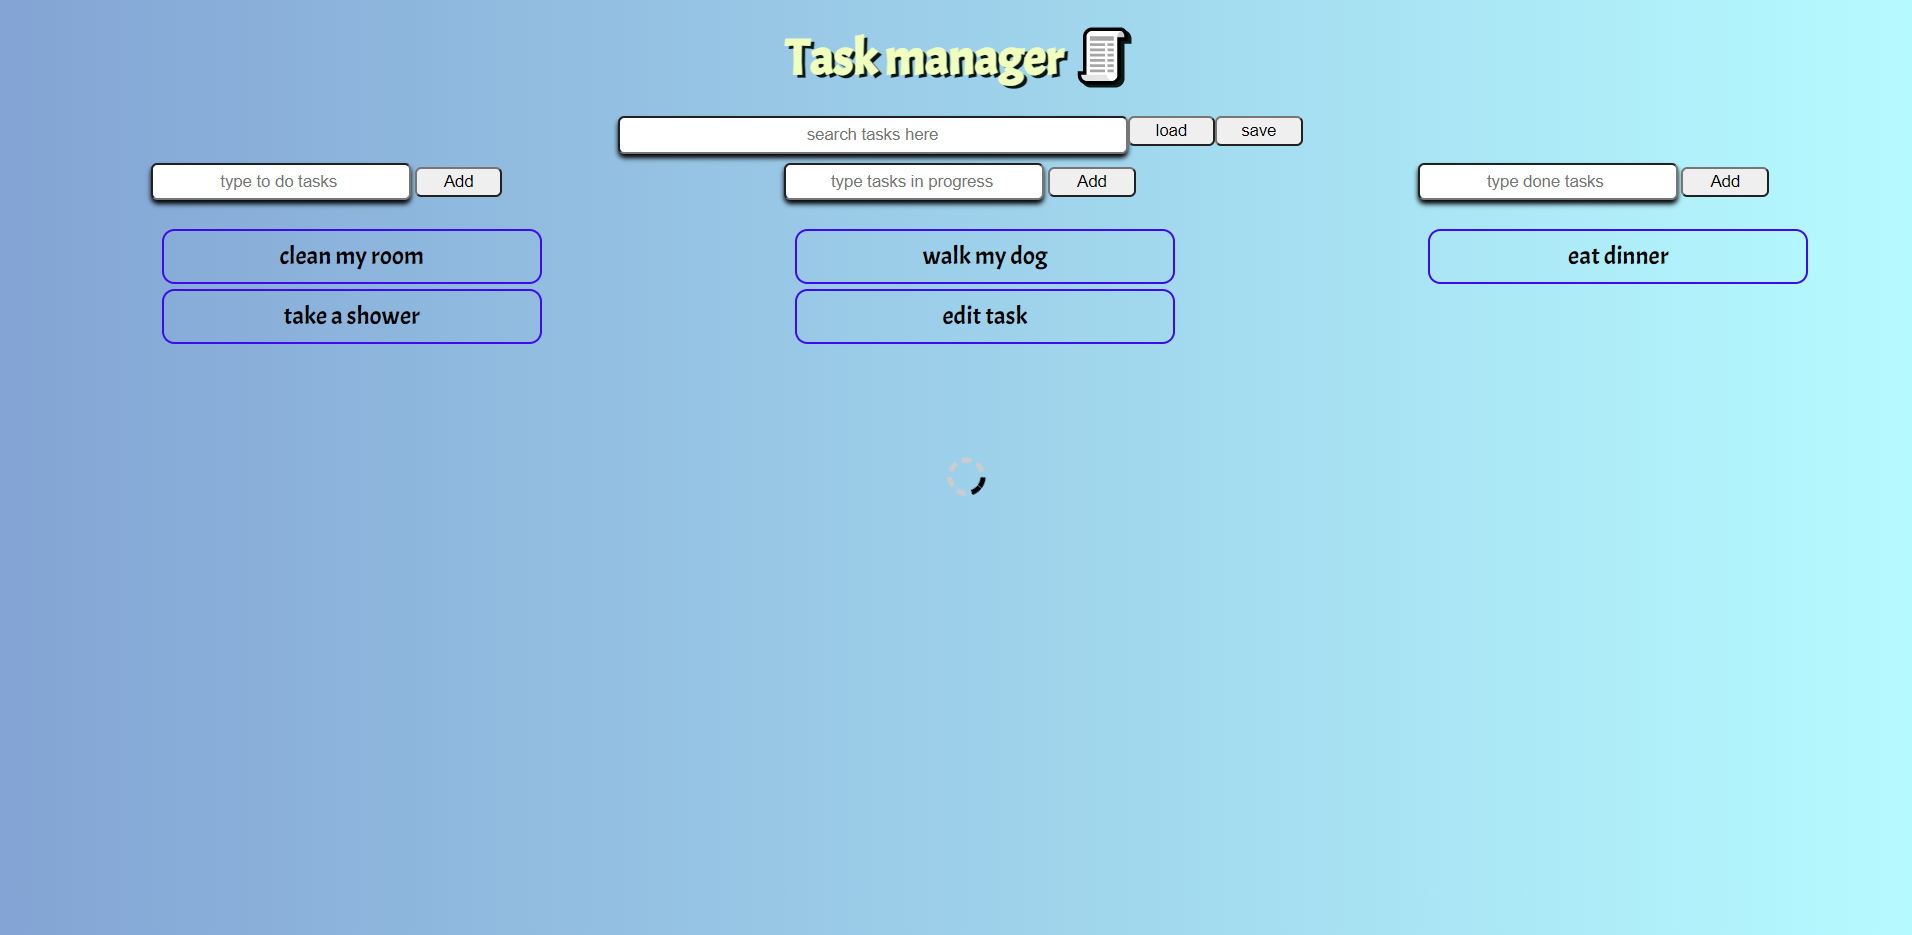 Task manager
search tasks here load save
type to do tasks Add type tasks in progress Add type done tasks Add
clean my room walk my dog eat dinner
take a shower edit task